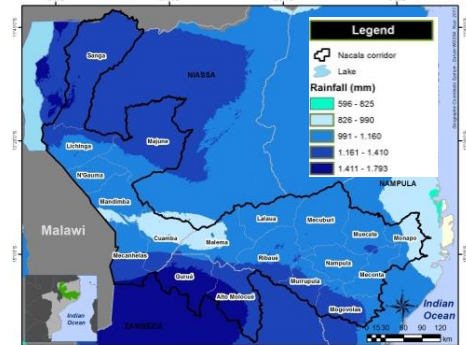 Legend
Nacala corridor
Lake
Rainfall (mm)
596 - 825
826 - 990
991 - 1.160
1.161 - 1.410
1.411 - 1.793
Sanga
NIASSA
Majune
Lichinga
N'Gauma
Mandimba
NAMPULA
Malawi
Lalaua
Mecuburi
Cuamba
Malema
Muecate
Monapo
Mecanhelas
Ribaué
Nampula
Meconta
Gurué
Alto Molocué
Murrupula
Mogovolas
ZAMBEZIA
Indian
Ocean
Indian
Ocean
0 15 30 60 90 120
km